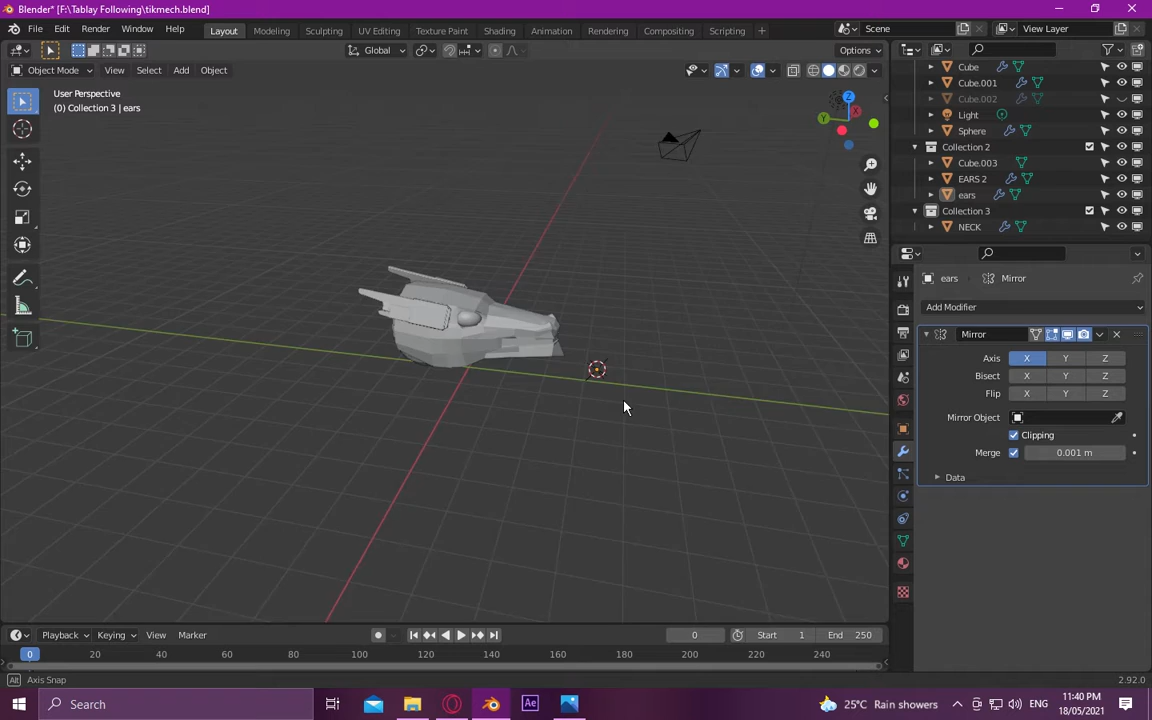 Blender* [F:\Tablay Following\tikmech.blend]
File Edit Render Window Help Layout Modeling Sculpting UV Editing Texture Paint Shading Animation Rendering Compositing Scripting + Scene View Layer
Global Options
Object Mode View Select Add Object
User Perspective
(0) Collection 3 | ears
Z
X
Y
Cube
Cube.001
Cube.002
Light
Sphere
Collection 2
Cube.003
EARS 2
ears
Collection 3
NECK
ears Mirror
Add Modifier
Mirror
Axis X Y Z
Bisect X Y Z
Flip X Y Z
Mirror Object
Clipping
Merge 0.001 m
Data
Playback Keying View Marker 0 Start 1 End 250
0 20 40 60 80 100 120 140 160 180 200 220 240
Alt Axis Snap 2.92.0
Search Ae 25°C Rain showers ENG 11:40 PM
18/05/2021